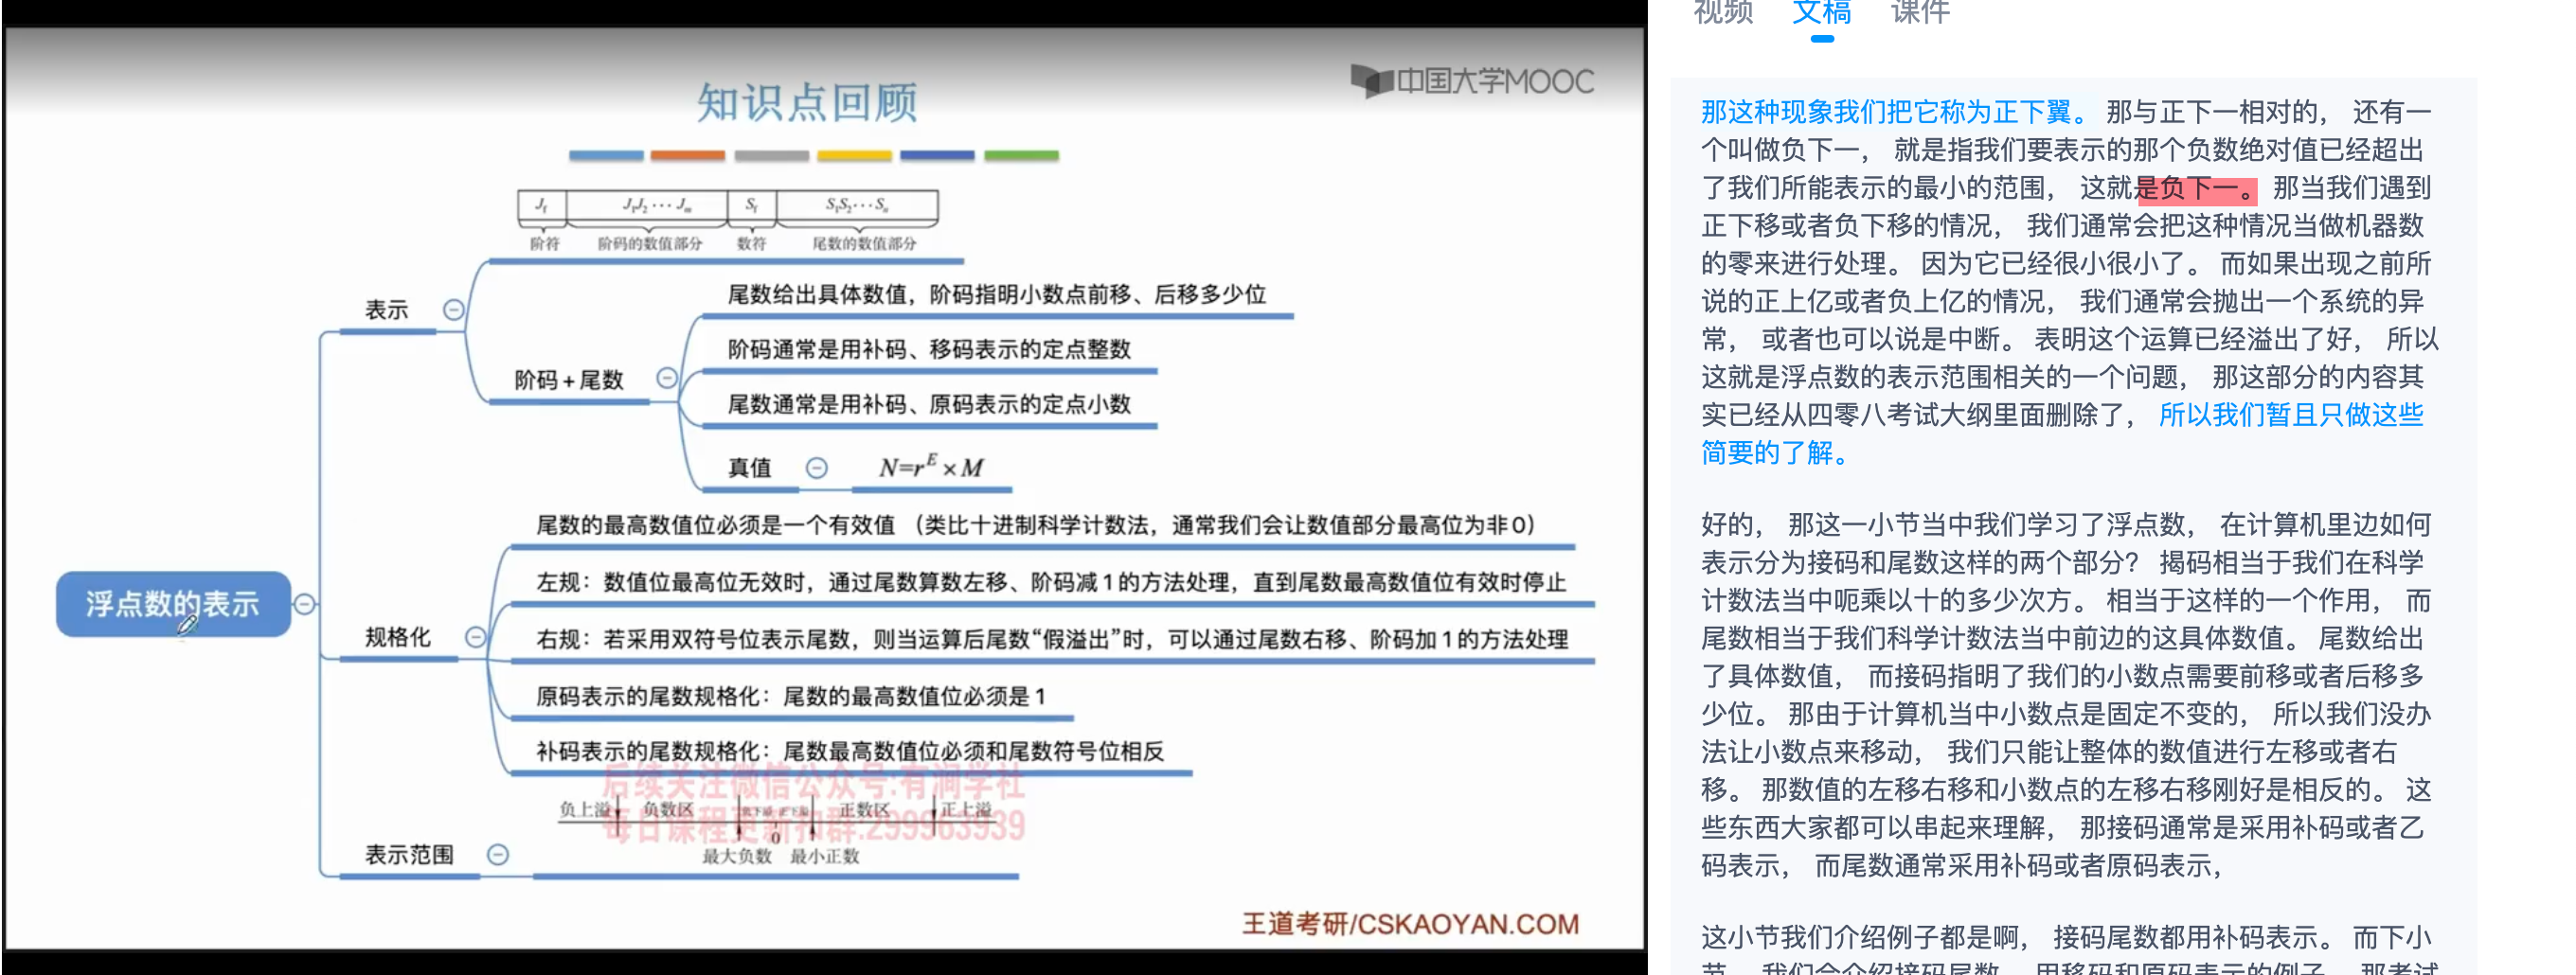 中国大学MOOC
知识点回顾
J_f J₁J₂⋯J_m S_f S₁S₂⋯S_n
阶符 阶码的数值部分 数符 尾数的数值部分
表示
尾数给出具体数值，阶码指明小数点前移、后移多少位
阶码通常是用补码、移码表示的定点整数
阶码+尾数
尾数通常是用补码、原码表示的定点小数
真值 N=r^E×M
尾数的最高数值位必须是一个有效值 （类比十进制科学计数法，通常我们会让数值部分最高位为非0）
左规：数值位最高位无效时，通过尾数算数左移、阶码减1的方法处理，直到尾数最高数值位有效时停止
浮点数的表示
规格化
右规：若采用双符号位表示尾数，则当运算后尾数“假溢出”时，可以通过尾数右移、阶码加1的方法处理
原码表示的尾数规格化：尾数的最高数值位必须是1
补码表示的尾数规格化：尾数最高数值位必须和尾数符号位相反
后续关注微信公众号:有涧学社
负上溢 负数区 正数区 正上溢
每日课程更新扣群:299963939
0
表示范围
最大负数 最小正数
王道考研/CSKAOYAN.COM
视频 文稿 课件
那这种现象我们把它称为正下翼。 那与正下一相对的， 还有一
个叫做负下一， 就是指我们要表示的那个负数绝对值已经超出
了我们所能表示的最小的范围， 这就是负下一。 那当我们遇到
正下移或者负下移的情况， 我们通常会把这种情况当做机器数
的零来进行处理。 因为它已经很小很小了。 而如果出现之前所
说的正上亿或者负上亿的情况， 我们通常会抛出一个系统的异
常， 或者也可以说是中断。 表明这个运算已经溢出了好， 所以
这就是浮点数的表示范围相关的一个问题， 那这部分的内容其
实已经从四零八考试大纲里面删除了， 所以我们暂且只做这些
简要的了解。
好的， 那这一小节当中我们学习了浮点数， 在计算机里边如何
表示分为接码和尾数这样的两个部分？ 揭码相当于我们在科学
计数法当中呃乘以十的多少次方。 相当于这样的一个作用， 而
尾数相当于我们科学计数法当中前边的这具体数值。 尾数给出
了具体数值， 而接码指明了我们的小数点需要前移或者后移多
少位。 那由于计算机当中小数点是固定不变的， 所以我们没办
法让小数点来移动， 我们只能让整体的数值进行左移或者右
移。 那数值的左移右移和小数点的左移右移刚好是相反的。 这
些东西大家都可以串起来理解， 那接码通常是采用补码或者乙
码表示， 而尾数通常采用补码或者原码表示，
这小节我们介绍例子都是啊， 接码尾数都用补码表示。 而下小
节， 我们会介绍接码尾数， 用移码和原码表示的例子， 那考试